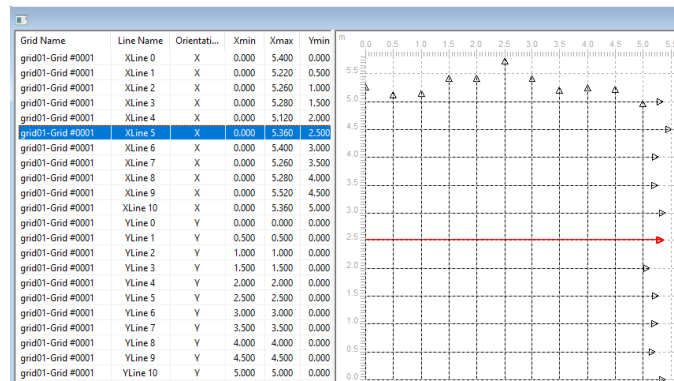 Grid Name Line Name Orientati... Xmin Xmax Ymin
grid01-Grid #0001 XLine 0 X 0.000 5.400 0.000
grid01-Grid #0001 XLine 1 X 0.000 5.220 0.500
grid01-Grid #0001 XLine 2 X 0.000 5.260 1.000
grid01-Grid #0001 XLine 3 X 0.000 5.280 1.500
grid01-Grid #0001 XLine 4 X 0.000 5.120 2.000
grid01-Grid #0001 XLine 5 X 0.000 5.360 2.500
grid01-Grid #0001 XLine 6 X 0.000 5.400 3.000
grid01-Grid #0001 XLine 7 X 0.000 5.260 3.500
grid01-Grid #0001 XLine 8 X 0.000 5.280 4.000
grid01-Grid #0001 XLine 9 X 0.000 5.520 4.500
grid01-Grid #0001 XLine 10 X 0.000 5.360 5.000
grid01-Grid #0001 YLine 0 Y 0.000 0.000 0.000
grid01-Grid #0001 YLine 1 Y 0.500 0.500 0.000
grid01-Grid #0001 YLine 2 Y 1.000 1.000 0.000
grid01-Grid #0001 YLine 3 Y 1.500 1.500 0.000
grid01-Grid #0001 YLine 4 Y 2.000 2.000 0.000
grid01-Grid #0001 YLine 5 Y 2.500 2.500 0.000
grid01-Grid #0001 YLine 6 Y 3.000 3.000 0.000
grid01-Grid #0001 YLine 7 Y 3.500 3.500 0.000
grid01-Grid #0001 YLine 8 Y 4.000 4.000 0.000
grid01-Grid #0001 YLine 9 Y 4.500 4.500 0.000
grid01-Grid #0001 YLine 10 Y 5.000 5.000 0.000
m
0.0 0.5 1.0 1.5 2.0 2.5 3.0 3.5 4.0 4.5 5.0 5.5
5.5
5.0
4.5
4.0
3.5
3.0
2.5
2.0
1.5
1.0
0.5
0.0